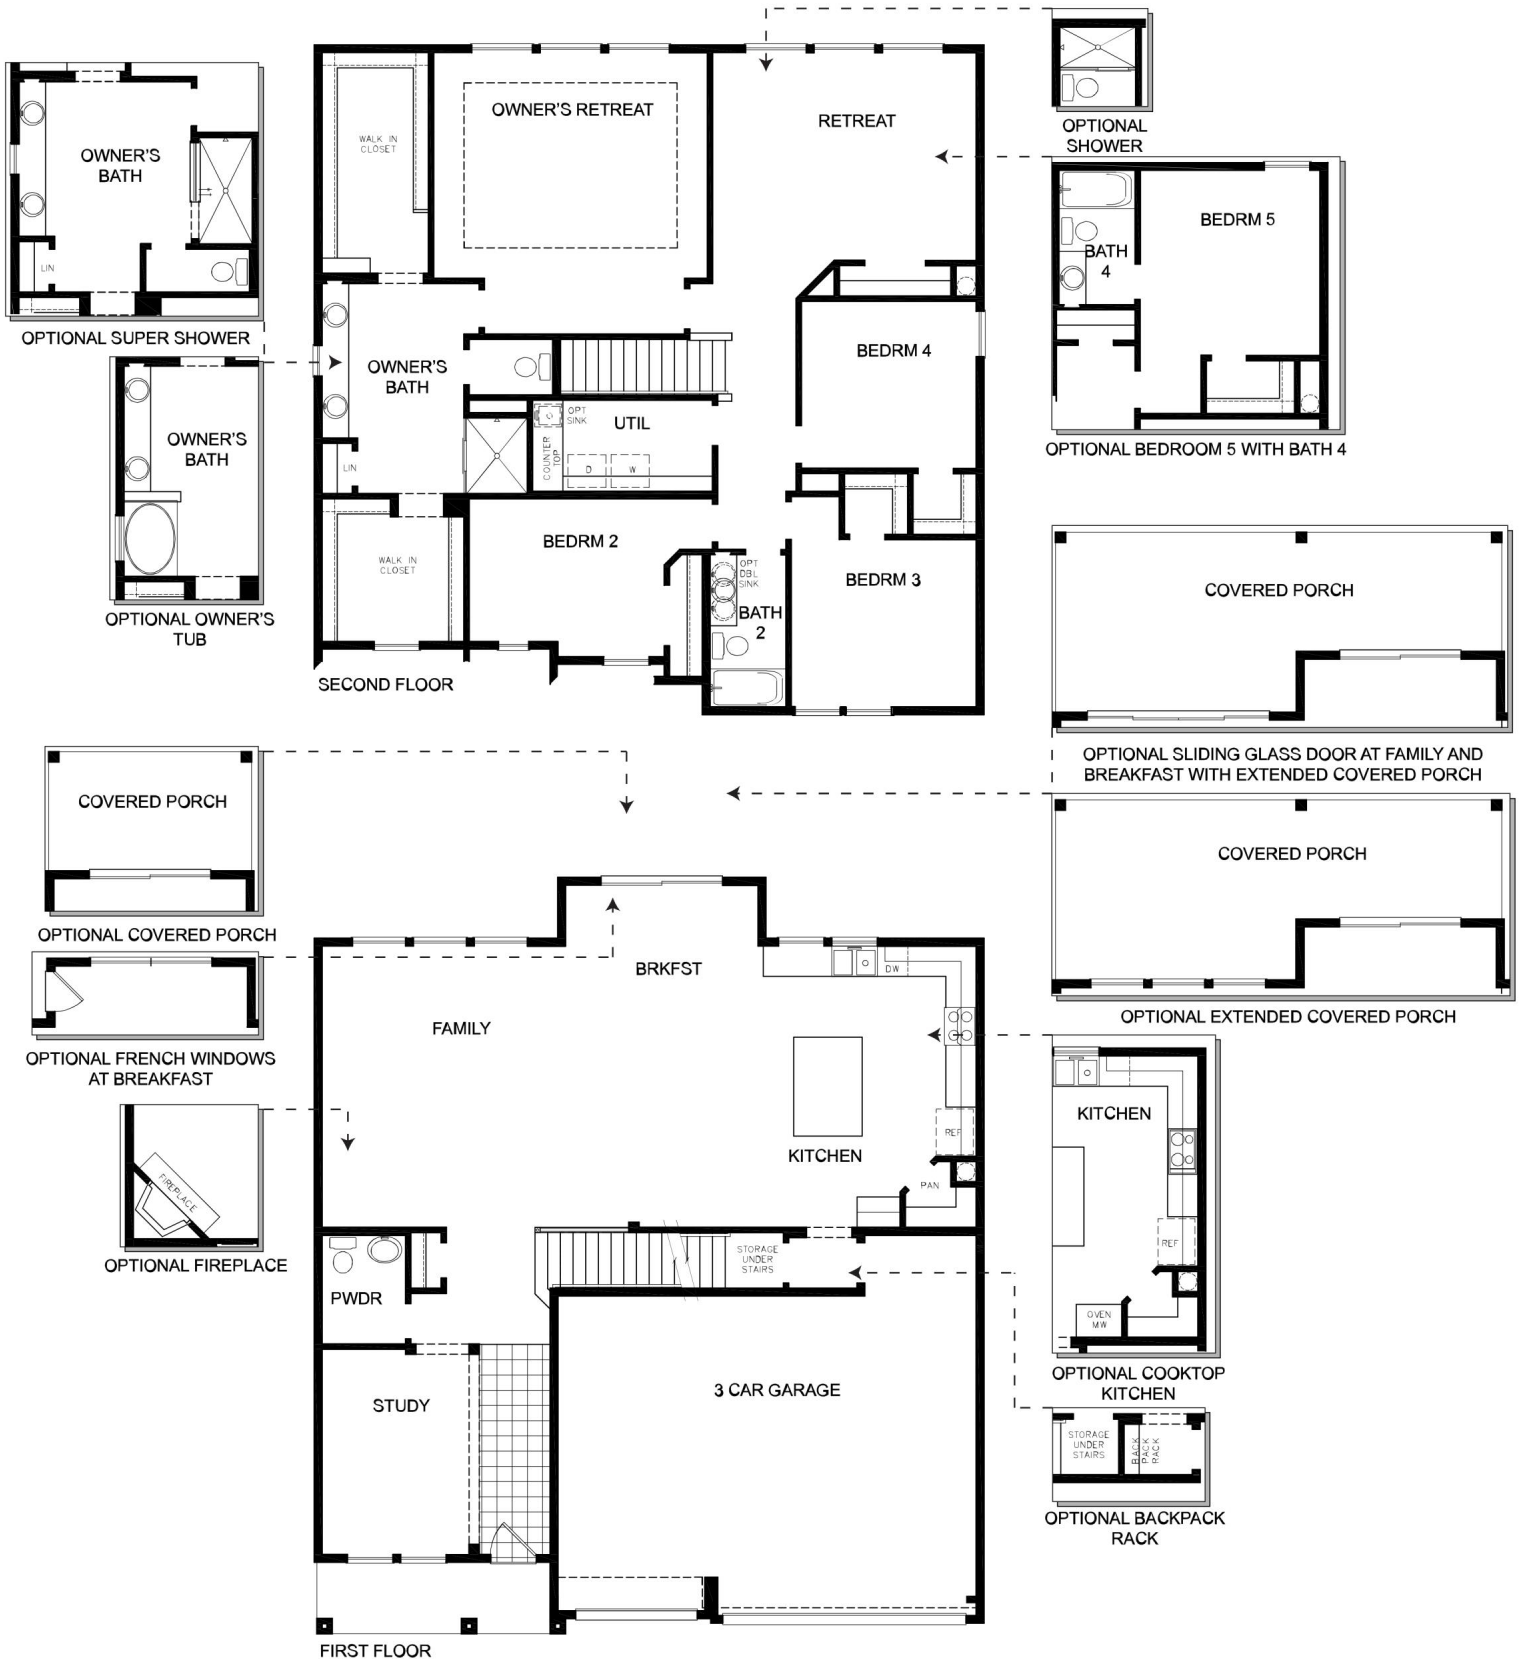 OWNER'S
BATH
LIN
OPTIONAL SUPER SHOWER
OWNER'S
BATH
OPTIONAL OWNER'S
TUB
WALK IN
CLOSET
OWNER'S RETREAT
RETREAT
OWNER'S
BATH
LIN
OPT
SINK
UTIL
COUNTER
TOP
D
W
BEDRM 4
WALK IN
CLOSET
BEDRM 2
OPT
DBL
SINK
BATH
2
BEDRM 3
SECOND FLOOR
OPTIONAL
SHOWER
BATH
4
BEDRM 5
OPTIONAL BEDROOM 5 WITH BATH 4
COVERED PORCH
OPTIONAL SLIDING GLASS DOOR AT FAMILY AND
BREAKFAST WITH EXTENDED COVERED PORCH
COVERED PORCH
OPTIONAL EXTENDED COVERED PORCH
COVERED PORCH
OPTIONAL COVERED PORCH
OPTIONAL FRENCH WINDOWS
AT BREAKFAST
FIREPLACE
OPTIONAL FIREPLACE
BRKFST
DW
FAMILY
REF
KITCHEN
PAN
STORAGE
UNDER
STAIRS
PWDR
STUDY
3 CAR GARAGE
FIRST FLOOR
KITCHEN
REF
OVEN
MW
OPTIONAL COOKTOP
KITCHEN
STORAGE
UNDER
STAIRS
BACK
PACK
RACK
OPTIONAL BACKPACK
RACK